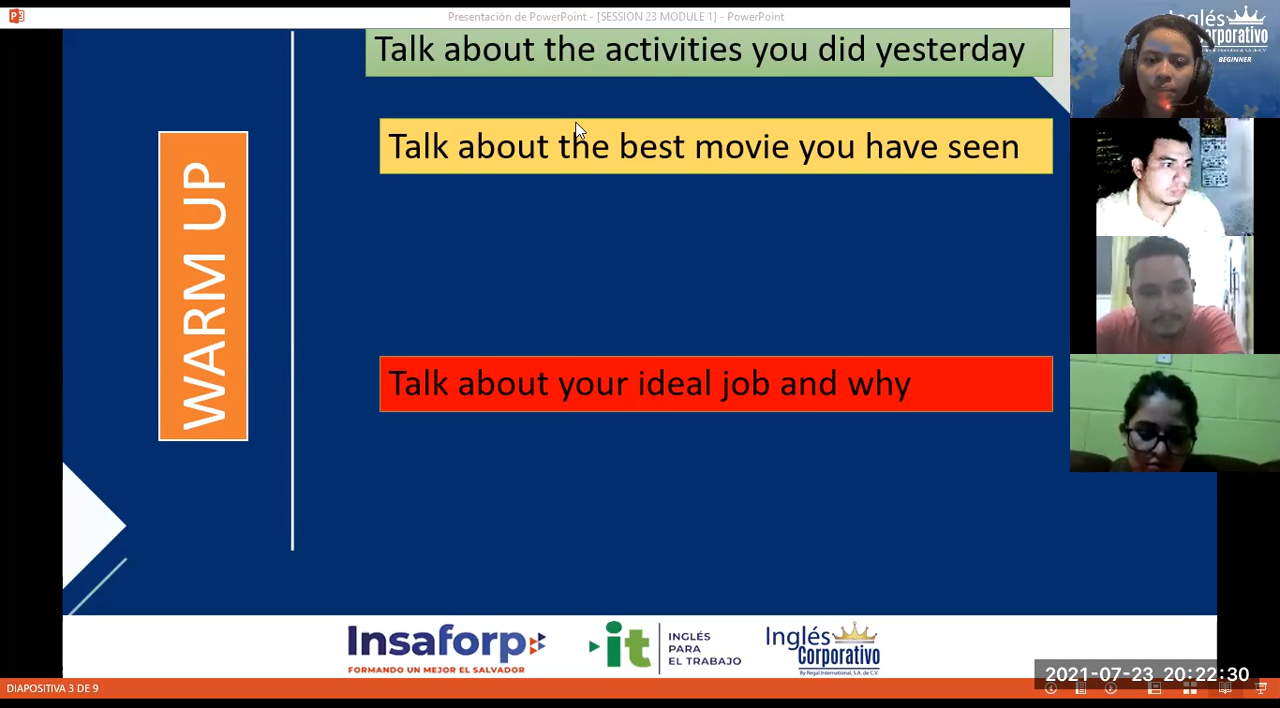 Presentación de PowerPoint - [SESSION 23 MODULE 1] - PowerPoint
Inglés
Corporativo
BEGINNER
Talk about the activities you did yesterday
Talk about the best movie you have seen
WARM UP
Talk about your ideal job and why
Insaforp
FORMANDO UN MEJOR EL SALVADOR
it
INGLÉS
PARA
EL TRABAJO
Inglés
Corporativo
By Regal International, S.A. de C.V.
2021-07-23 20:22:30
DIAPOSITIVA 3 DE 9